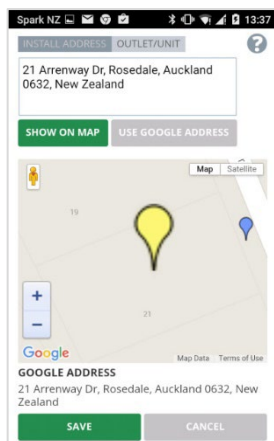 Spark NZ 13:37
INSTALL ADDRESS OUTLET/UNIT ?
21 Arrenway Dr, Rosedale, Auckland
0632, New Zealand
SHOW ON MAP USE GOOGLE ADDRESS
Map Satellite
19
21
+
−
Google Map Data Terms of Use
GOOGLE ADDRESS
21 Arrenway Dr, Rosedale, Auckland 0632, New
Zealand
SAVE CANCEL